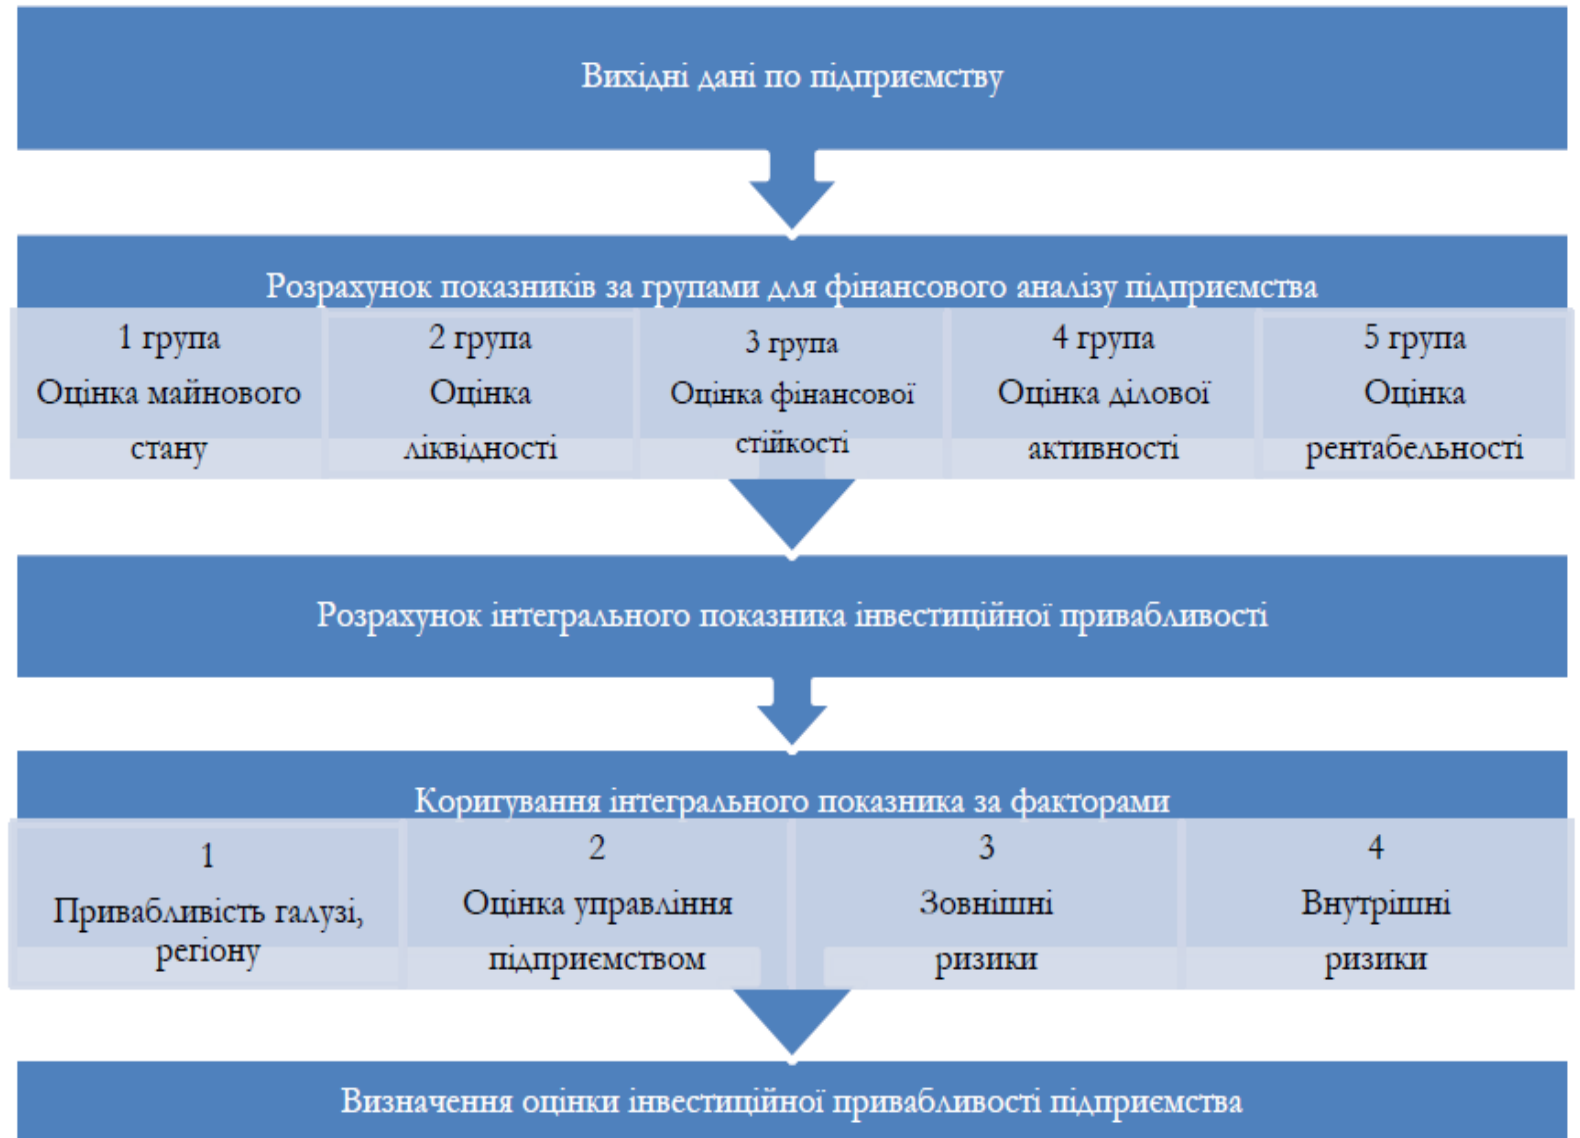 Вихідні дані по підприємству
Розрахунок показників за групами для фінансового аналізу підприємства
1 група
Оцінка майнового
стану
2 група
Оцінка
ліквідності
3 група
Оцінка фінансової
стійкості
4 група
Оцінка ділової
активності
5 група
Оцінка
рентабельності
Розрахунок інтегрального показника інвестиційної привабливості
Коригування інтегрального показника за факторами
1
Привабливість галузі,
регіону
2
Оцінка управління
підприємством
3
Зовнішні
ризики
4
Внутрішні
ризики
Визначення оцінки інвестиційної привабливості підприємства